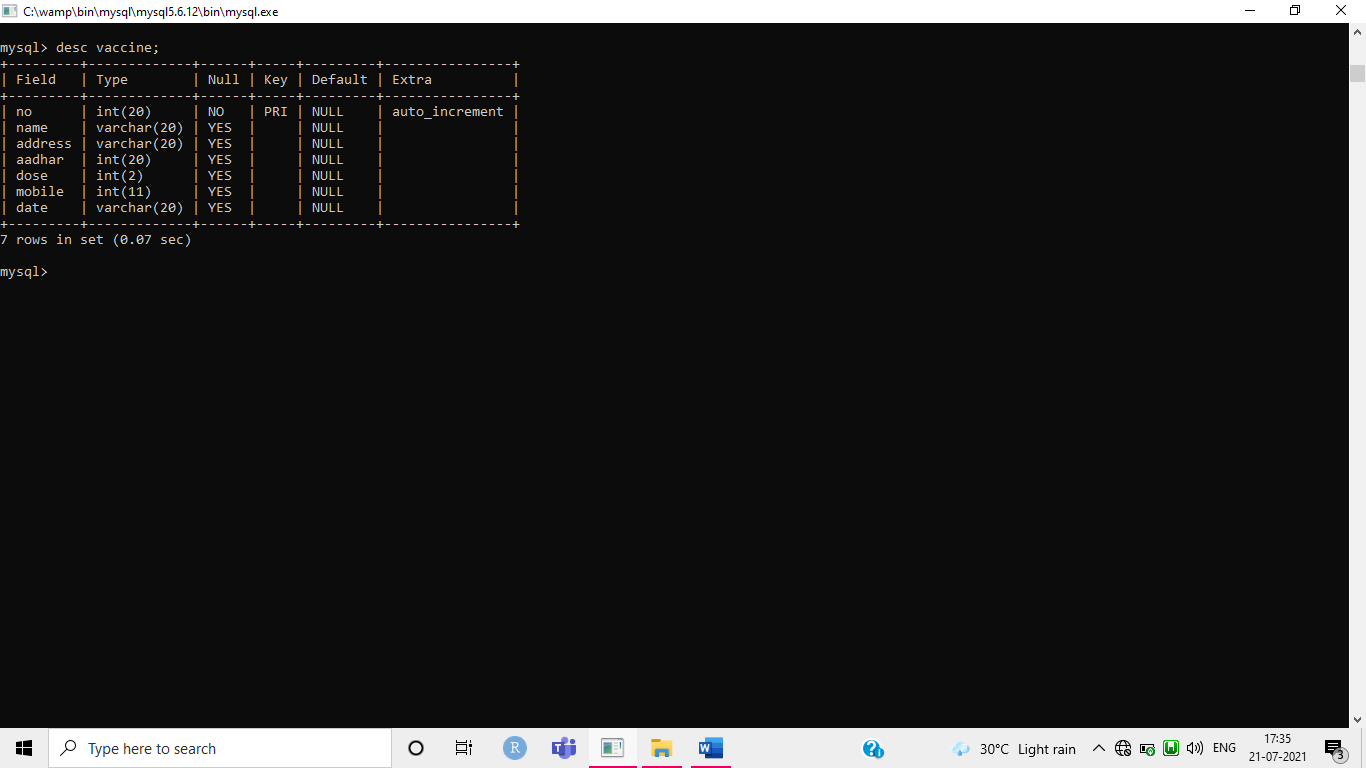 C:\wamp\bin\mysql\mysql5.6.12\bin\mysql.exe
mysql> desc vaccine;
+---------+-------------+------+-----+---------+----------------+
| Field   | Type        | Null | Key | Default | Extra          |
+---------+-------------+------+-----+---------+----------------+
| no      | int(20)     | NO   | PRI | NULL    | auto_increment |
| name    | varchar(20) | YES  |     | NULL    |                |
| address | varchar(20) | YES  |     | NULL    |                |
| aadhar  | int(20)     | YES  |     | NULL    |                |
| dose    | int(2)      | YES  |     | NULL    |                |
| mobile  | int(11)     | YES  |     | NULL    |                |
| date    | varchar(20) | YES  |     | NULL    |                |
+---------+-------------+------+-----+---------+----------------+
7 rows in set (0.07 sec)
mysql>
Type here to search
R
T
W
?
30°C Light rain
W
ENG
17:35
21-07-2021
3